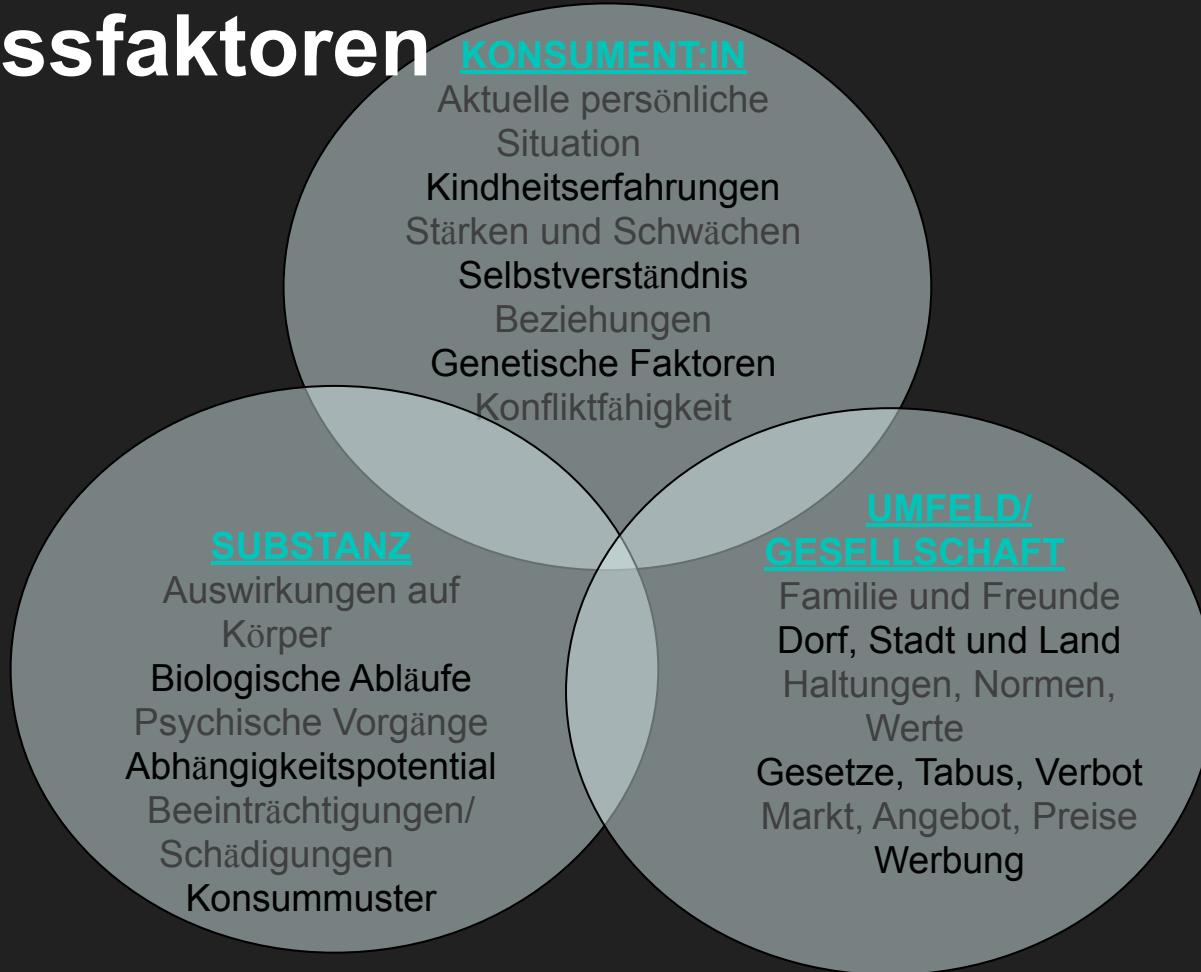 ssfaktoren
KONSUMENT:IN
Aktuelle persönliche
Situation
Kindheitserfahrungen
Stärken und Schwächen
Selbstverständnis
Beziehungen
Genetische Faktoren
Konfliktfähigkeit
SUBSTANZ
Auswirkungen auf
Körper
Biologische Abläufe
Psychische Vorgänge
Abhängigkeitspotential
Beeinträchtigungen/
Schädigungen
Konsummuster
UMFELD/
GESELLSCHAFT
Familie und Freunde
Dorf, Stadt und Land
Haltungen, Normen,
Werte
Gesetze, Tabus, Verbot
Markt, Angebot, Preise
Werbung